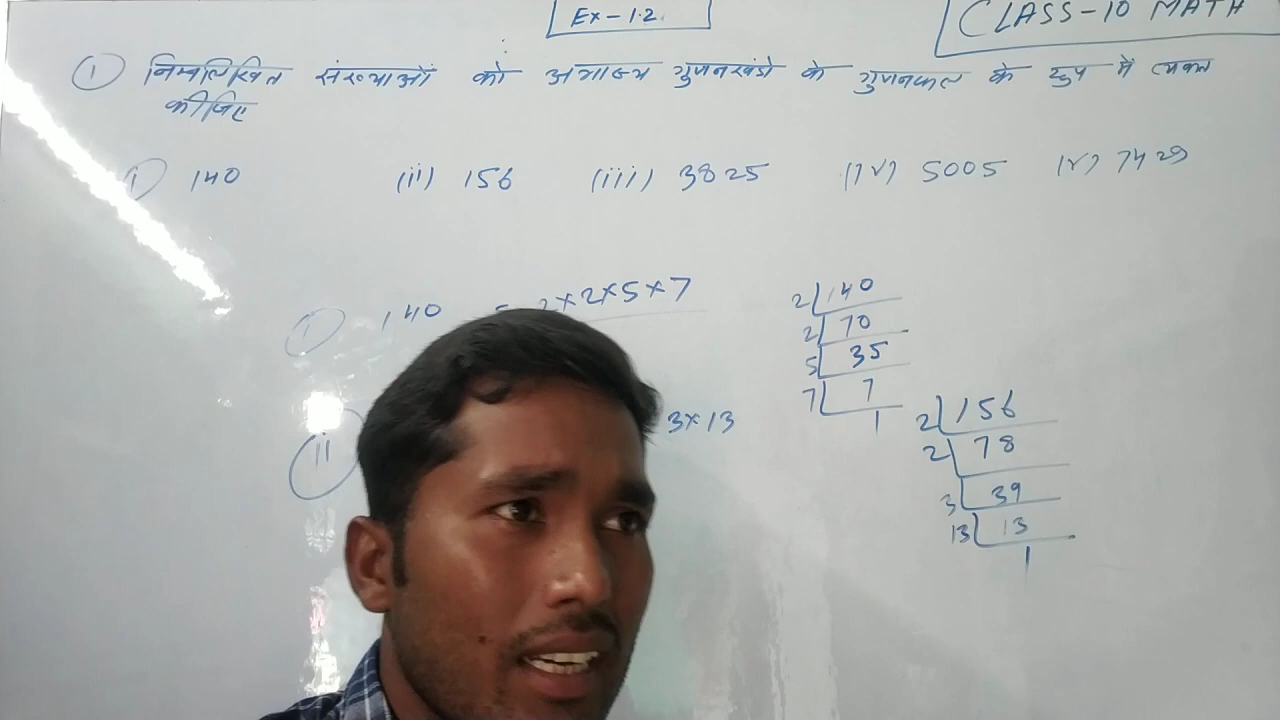 Ex-1.2.
CLASS-10 MATH
① निम्नलिखित संख्याओं को अभाज्य गुणनखंडो के गुणनफल के रूप में व्यक्त
कीजिए
① 140 (ii) 156 (iii) 3825 (iv) 5005 (v) 7429
① 140 = 2×2×5×7
2 140
2 70
5 35
7 7
1
(ii) 3×13
2 156
2 78
3 39
13 13
1